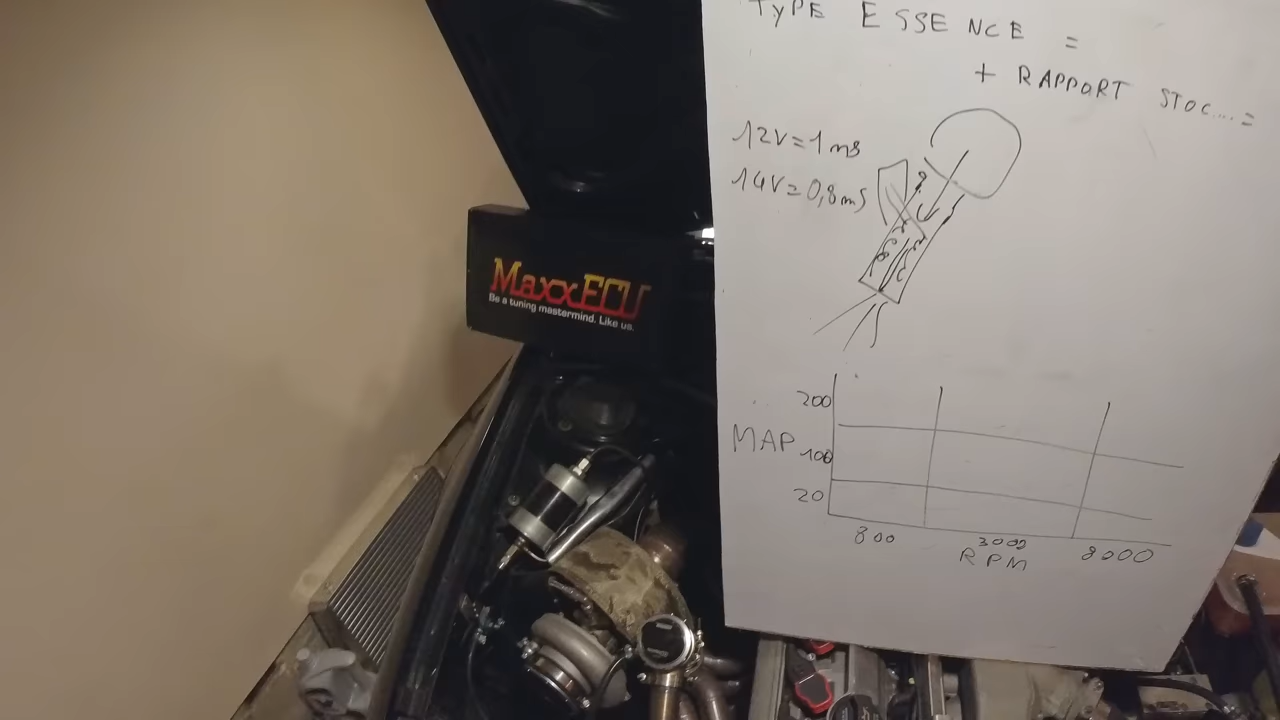 TYPE ESSENCE =
+ RAPPORT STOC.... =
12V = 1 ms
14V = 0,8 ms
MaxxECU
Be a tuning mastermind. Like us.
200
MAP 100
20
800 3000 8000
RPM